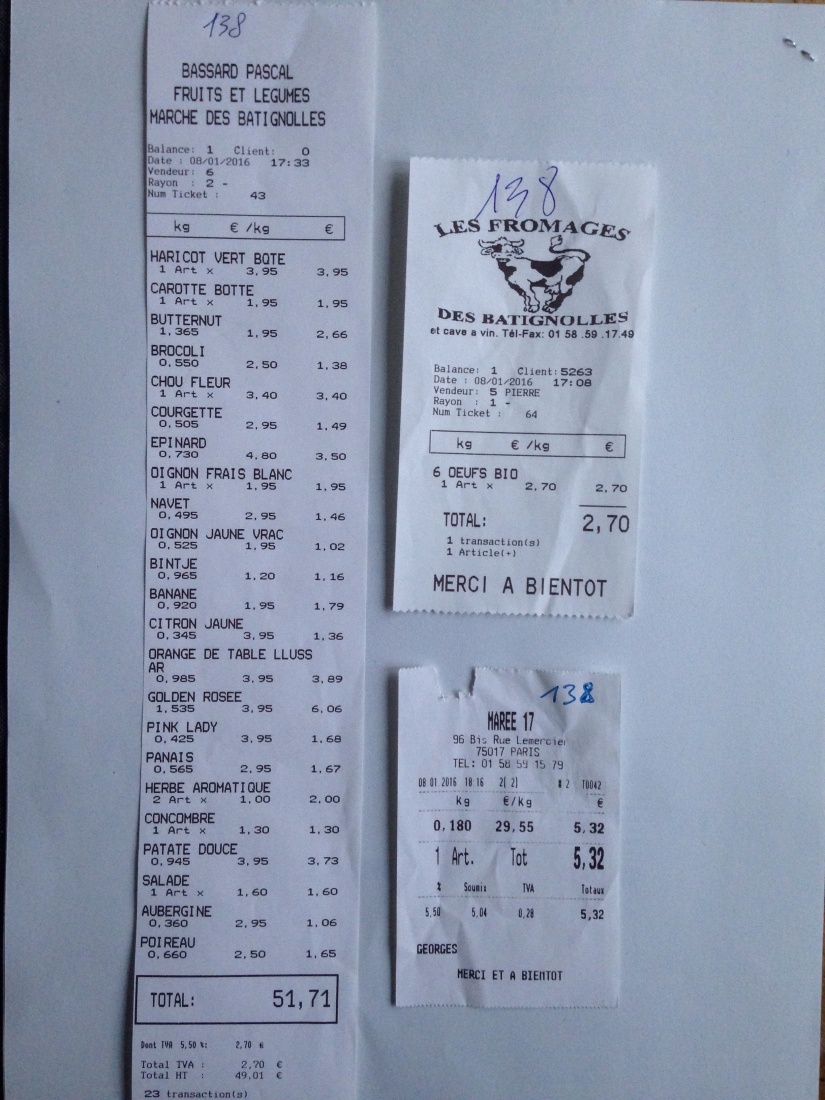 138
BASSARD PASCAL
FRUITS ET LEGUMES
MARCHE DES BATIGNOLLES
Balance: 1 Client: 0
Date : 08/01/2016 17:33
Vendeur: 6
Rayon : 2 -
Num Ticket : 43
kg € /kg €
HARICOT VERT BOTE
1 Art x 3,95 3,95
CAROTTE BOTTE
1 Art x 1,95 1,95
BUTTERNUT
1,365 1,95 2,66
BROCOLI
0,550 2,50 1,38
CHOU FLEUR
1 Art x 3,40 3,40
COURGETTE
0,505 2,95 1,49
EPINARD
0,730 4,80 3,50
OIGNON FRAIS BLANC
1 Art x 1,95 1,95
NAVET
0,495 2,95 1,46
OIGNON JAUNE VRAC
0,525 1,95 1,02
BINTJE
0,965 1,20 1,16
BANANE
0,920 1,95 1,79
CITRON JAUNE
0,345 3,95 1,36
ORANGE DE TABLE LLUSS
AR
0,985 3,95 3,89
GOLDEN ROSEE
1,535 3,95 6,06
PINK LADY
0,425 3,95 1,68
PANAIS
0,565 2,95 1,67
HERBE AROMATIQUE
2 Art x 1,00 2,00
CONCOMBRE
1 Art x 1,30 1,30
PATATE DOUCE
0,945 3,95 3,73
SALADE
1 Art x 1,60 1,60
AUBERGINE
0,360 2,95 1,06
POIREAU
0,660 2,50 1,65
TOTAL: 51,71
Dont TVA 5,50 %: 2,70 €
Total TVA : 2,70 €
Total HT : 49,01 €
23 transaction(s)
138
LES FROMAGES
DES BATIGNOLLES
et cave a vin. Tél-Fax: 01 58 .59 .17.49
Balance: 1 Client: 5263
Date : 08/01/2016 17:08
Vendeur: 5 PIERRE
Rayon : 1 -
Num Ticket : 64
kg € /kg €
6 OEUFS BIO
1 Art x 2,70 2,70
TOTAL: 2,70
1 transaction(s)
1 Article(+)
MERCI A BIENTOT
138
MAREE 17
96 Bis Rue Lemercier
75017 PARIS
TEL: 01 58 59 15 79
08 01 2016 18 16 2[ 2] # 2 T0042
kg €/kg €
0,180 29,55 5,32
1 Art. Tot 5,32
% Soumis TVA Totaux
5,50 5,04 0,28 5,32
GEORGES
MERCI ET A BIENTOT